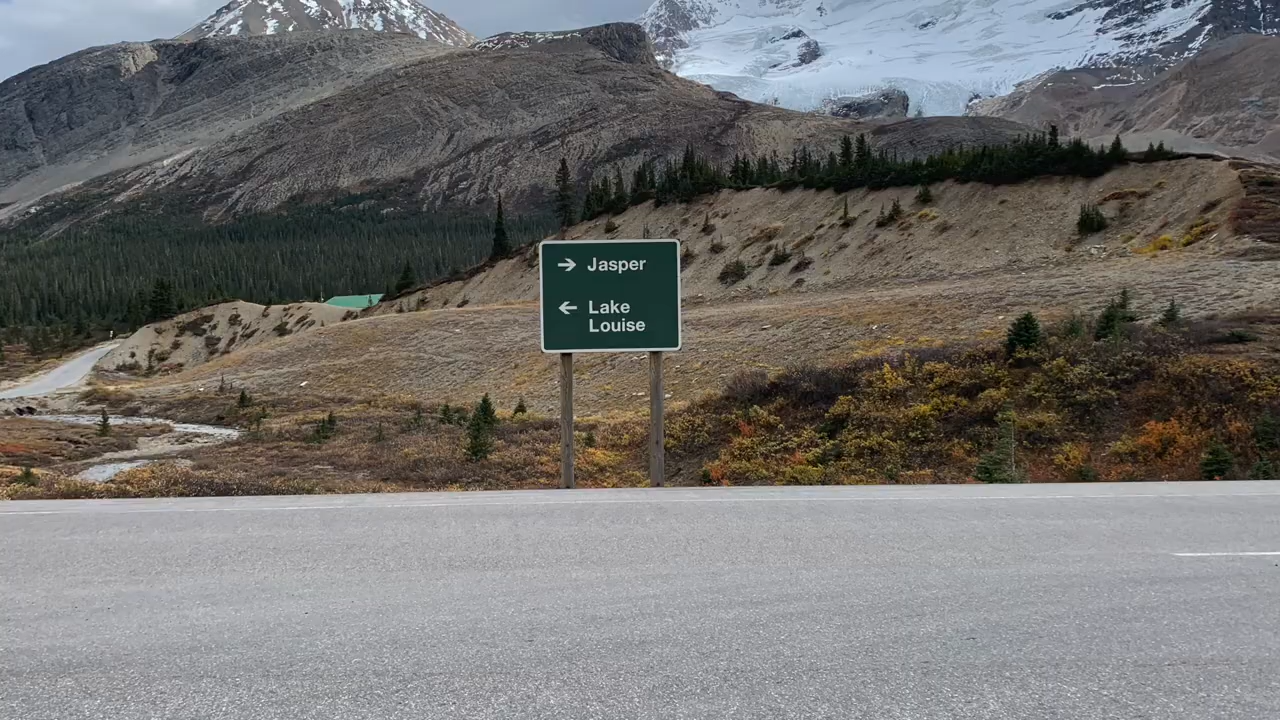 → Jasper
← Lake
Louise